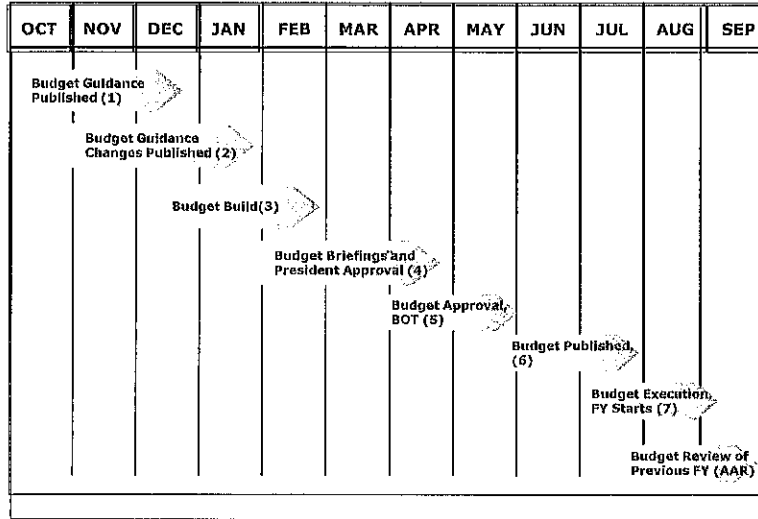 OCT NOV DEC JAN FEB MAR APR MAY JUN JUL AUG SEP
Budget Guidance
Published (1)
Budget Guidance
Changes Published (2)
Budget Build(3)
Budget Briefings and
President Approval (4)
Budget Approval,
BOT (5)
Budget Published,
(6)
Budget Execution,
FY Starts (7)
Budget Review of
Previous FY (AAR)